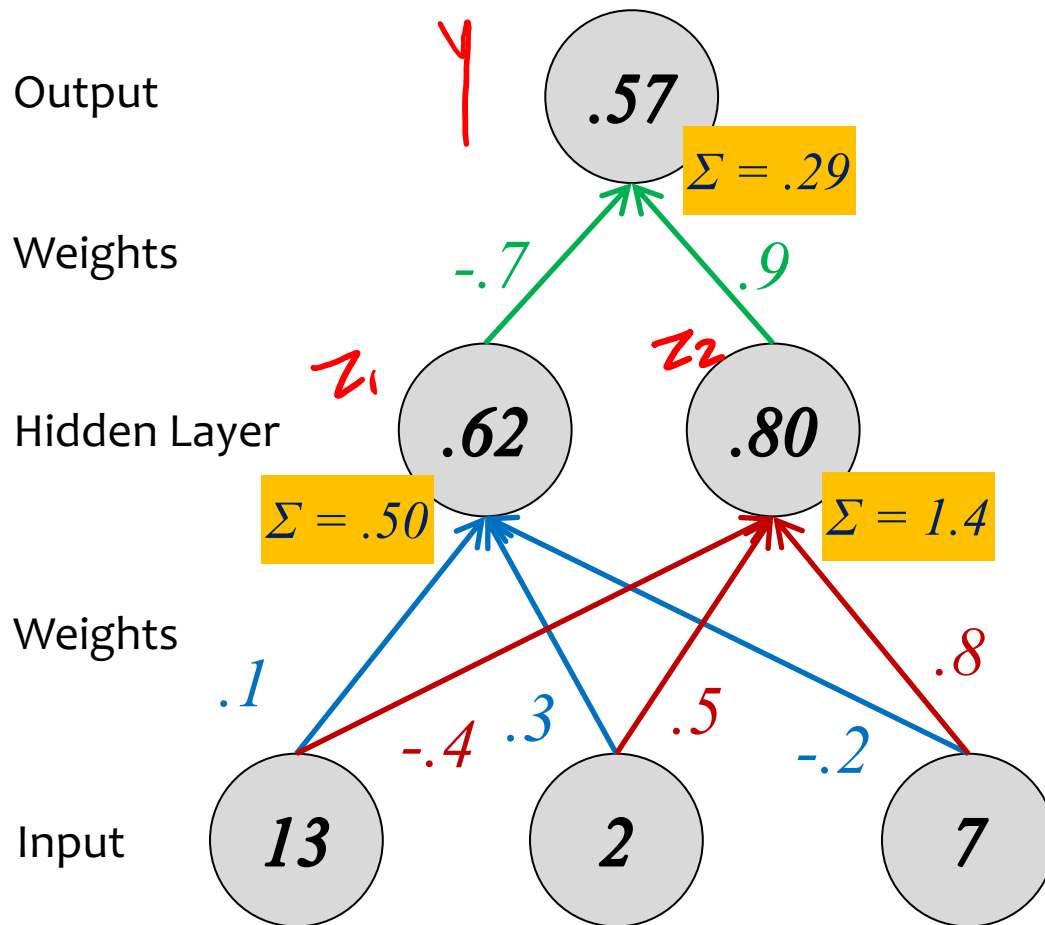 Output
Y
.57
Σ = .29
Weights
-.7
.9
Z1
Z2
Hidden Layer
.62
.80
Σ = .50
Σ = 1.4
Weights
.1
-.4
.3
.5
-.2
.8
Input
13
2
7